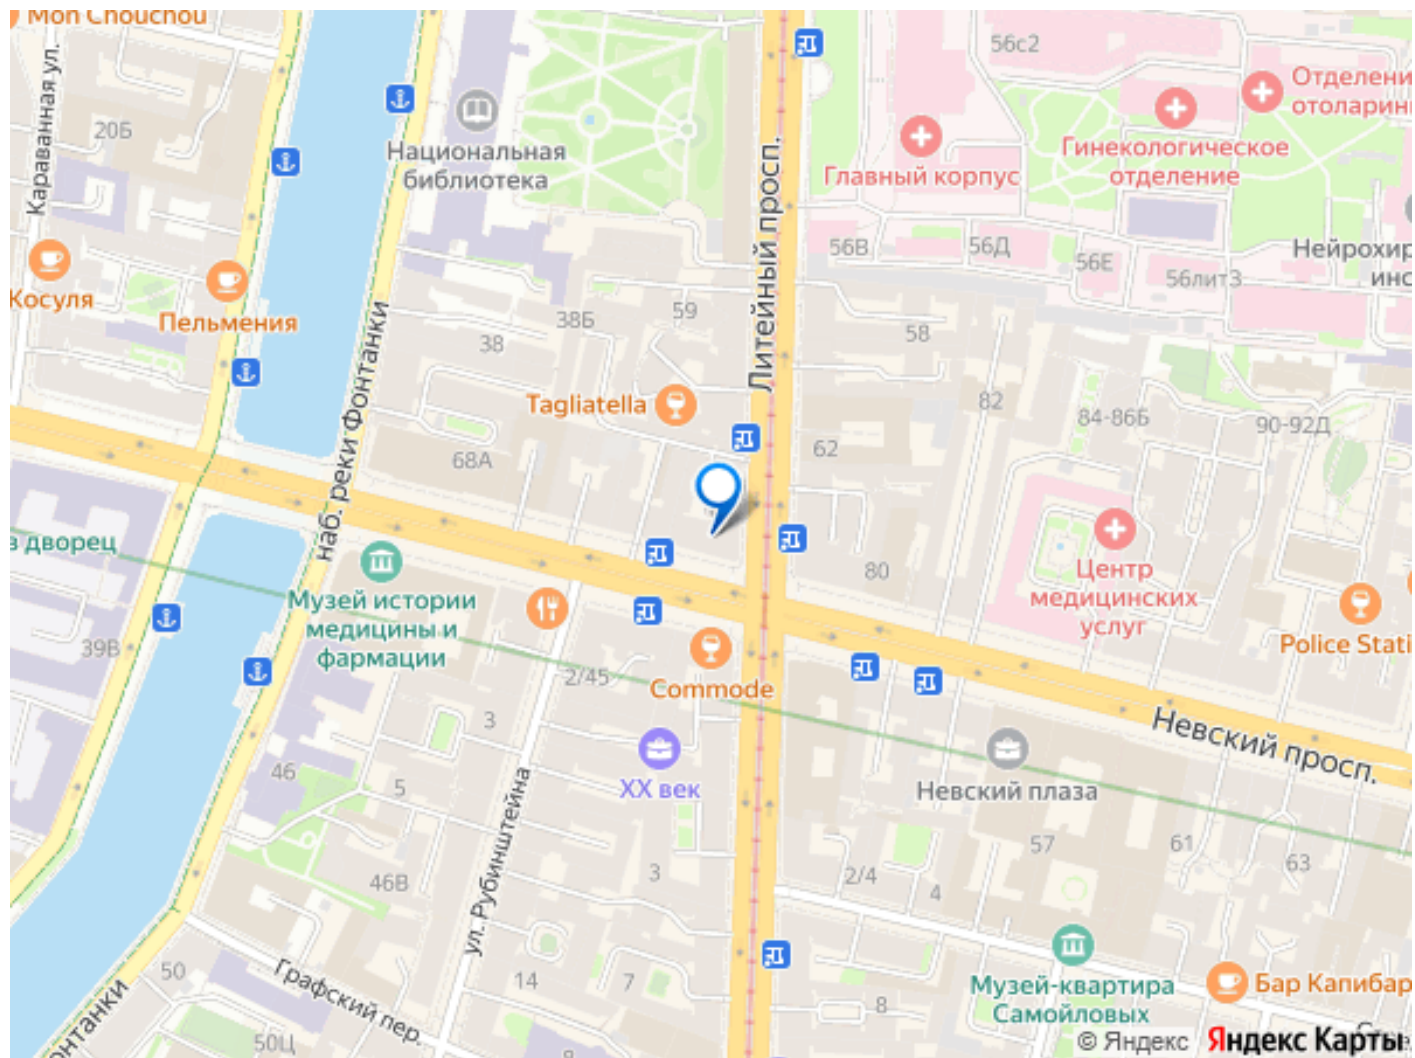 Mon Chouchou
56с2
Отделени
отоларин
Караванная ул.
20Б
Национальная
библиотека
Литейный просп.
Гинекологическое
отделение
Главный корпус
56В
56Д
56Е
56лит3
Нейрохир
инс
Косуля
Пельмения
наб. реки Фонтанки
38
38Б
59
58
Tagliatella
82
84-86Б
90-92Д
68А
62
з дворец
80
Центр
медицинских
услуг
Музей истории
медицины и
фармации
39В
2/45
Commode
Police Stati
3
Невский просп.
46
5
XX век
Невский плаза
ул. Рубинштейна
57
61
63
46В
3
2/4
4
50
Графский пер.
14
7
8
Музей-квартира
Самойловых
Бар Капибар
онтанки
50Ц
9
© Яндекс Яндекс Карты